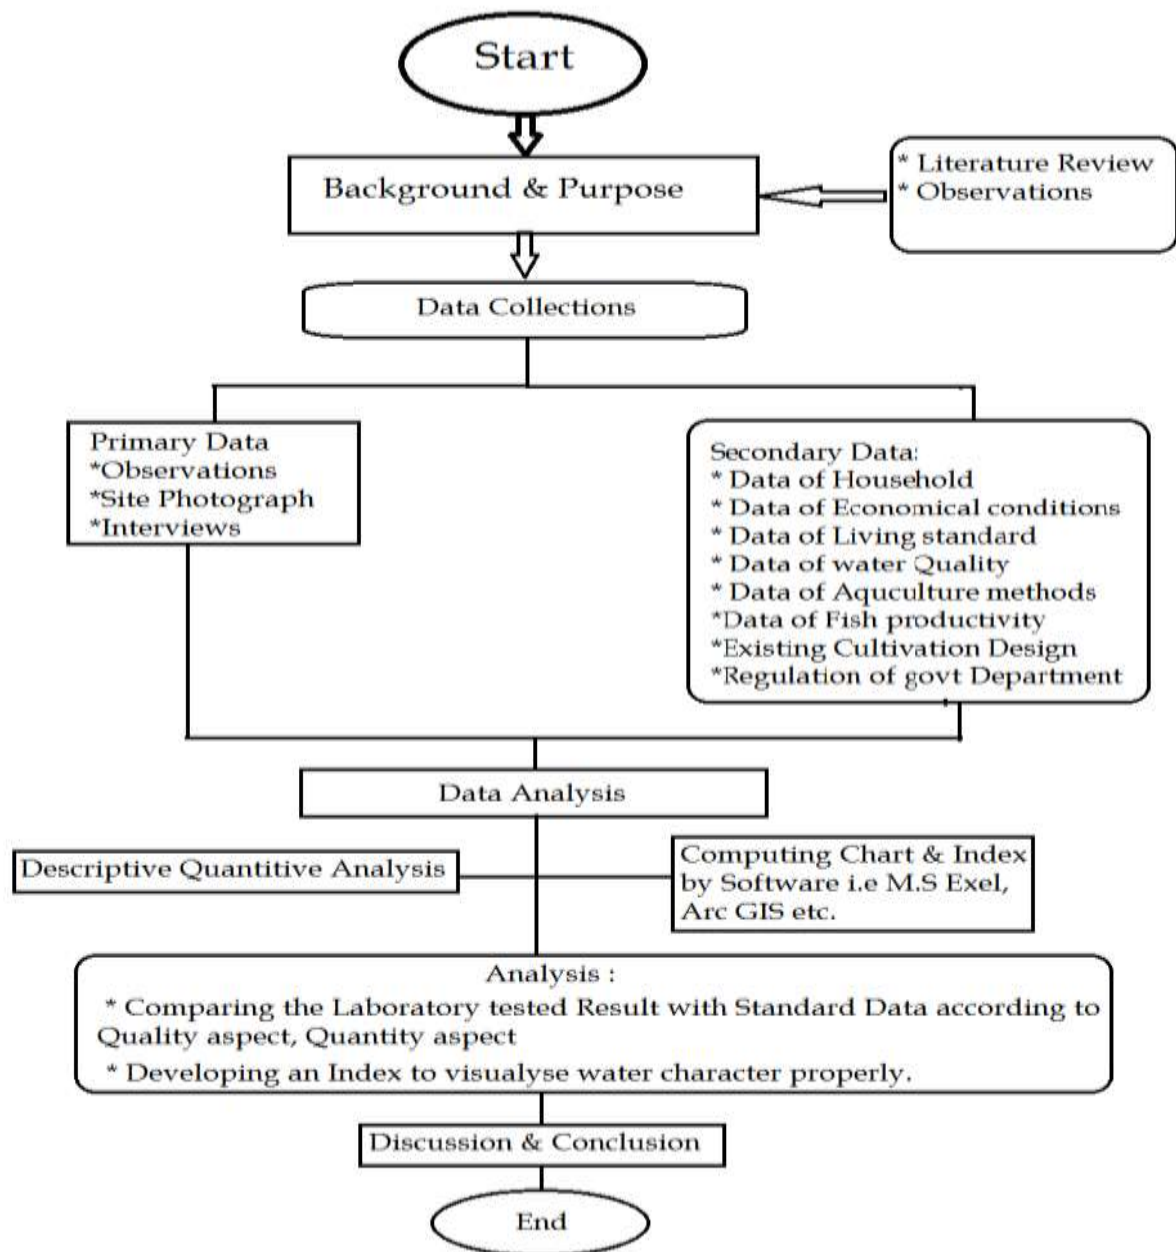 Start
Background & Purpose
* Literature Review
* Observations
Data Collections
Primary Data
*Observations
*Site Photograph
*Interviews
Secondary Data:
* Data of Household
* Data of Economical conditions
* Data of Living standard
* Data of water Quality
* Data of Aquculture methods
*Data of Fish productivity
*Existing Cultivation Design
*Regulation of govt Department
Data Analysis
Descriptive Quantitive Analysis
Computing Chart & Index
by Software i.e M.S Exel,
Arc GIS etc.
Analysis :
* Comparing the Laboratory tested Result with Standard Data according to
Quality aspect, Quantity aspect
* Developing an Index to visualyse water character properly.
Discussion & Conclusion
End